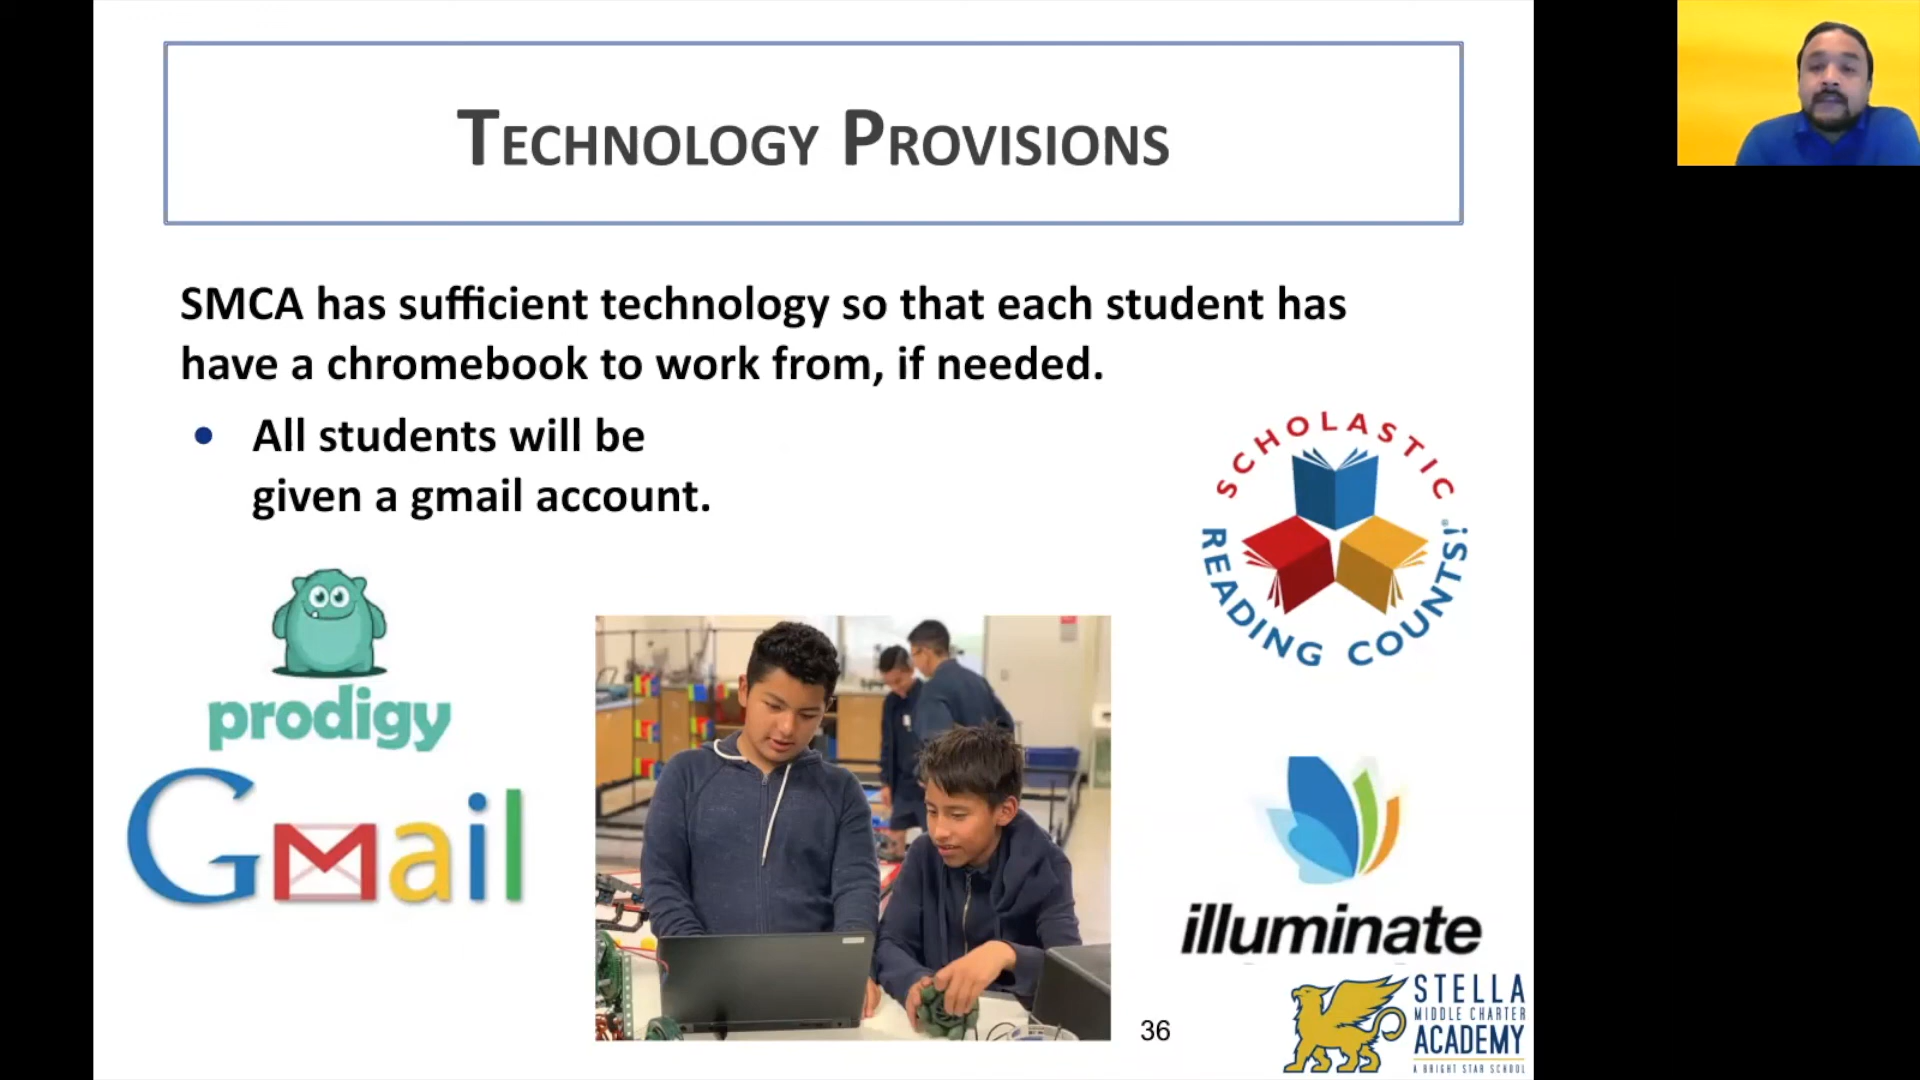 TECHNOLOGY PROVISIONS
SMCA has sufficient technology so that each student has
have a chromebook to work from, if needed.
• All students will be
given a gmail account.
SCHOLASTIC
READING COUNTS!
prodigy
Gmail
illuminate
STELLA
MIDDLE CHARTER
ACADEMY
A BRIGHT STAR SCHOOL
36